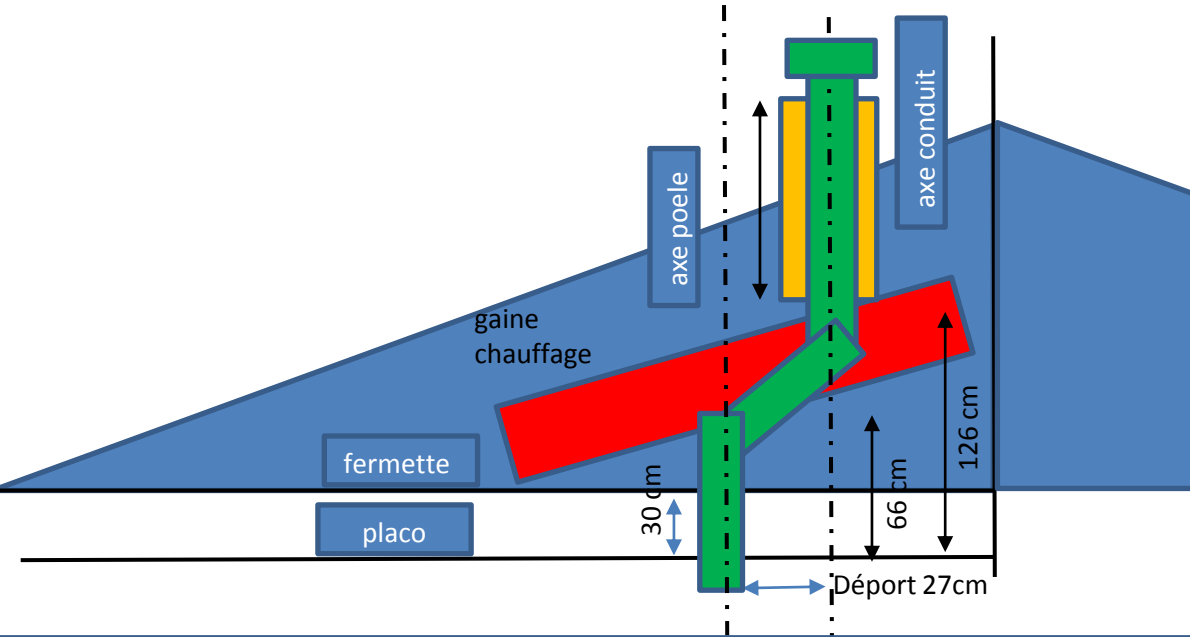 axe conduit
axe poele
gaine
chauffage
126 cm
fermette
66 cm
30 cm
placo
Déport 27cm